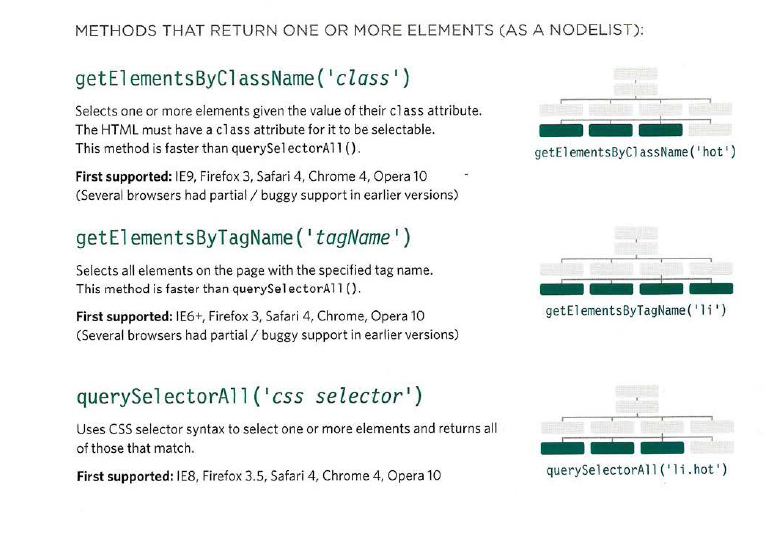 METHODS THAT RETURN ONE OR MORE ELEMENTS (AS A NODELIST):
getElementsByClassName('class')
Selects one or more elements given the value of their class attribute.
The HTML must have a class attribute for it to be selectable.
This method is faster than querySelectorAll().
First supported: IE9, Firefox 3, Safari 4, Chrome 4, Opera 10
(Several browsers had partial / buggy support in earlier versions)
getElementsByClassName('hot')
getElementsByTagName('tagName')
Selects all elements on the page with the specified tag name.
This method is faster than querySelectorAll().
First supported: IE6+, Firefox 3, Safari 4, Chrome, Opera 10
(Several browsers had partial / buggy support in earlier versions)
getElementsByTagName('li')
querySelectorAll('css selector')
Uses CSS selector syntax to select one or more elements and returns all
of those that match.
First supported: IE8, Firefox 3.5, Safari 4, Chrome 4, Opera 10
querySelectorAll('li.hot')